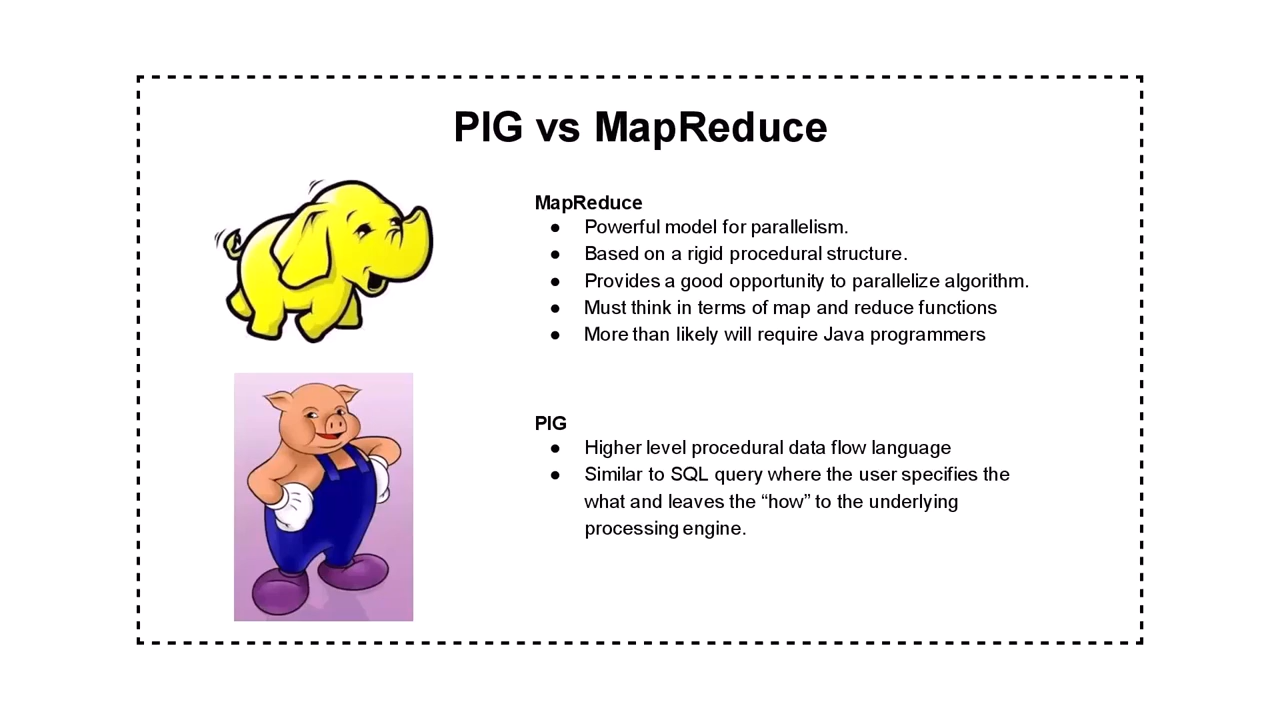 PIG vs MapReduce
MapReduce
● Powerful model for parallelism.
● Based on a rigid procedural structure.
● Provides a good opportunity to parallelize algorithm.
● Must think in terms of map and reduce functions
● More than likely will require Java programmers
PIG
● Higher level procedural data flow language
● Similar to SQL query where the user specifies the
what and leaves the “how” to the underlying
processing engine.